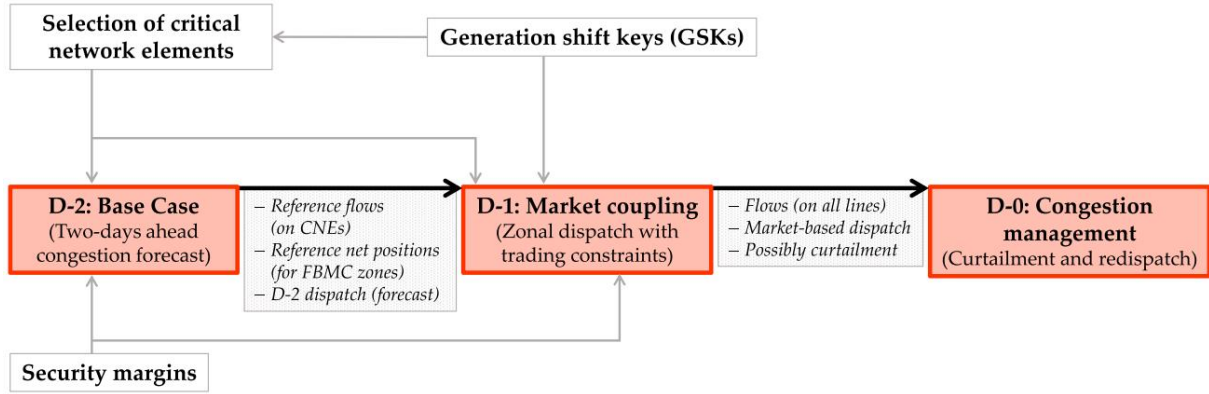 Selection of critical
network elements
Generation shift keys (GSKs)
D-2: Base Case
(Two-days ahead
congestion forecast)
– Reference flows
(on CNEs)
– Reference net positions
(for FBMC zones)
– D-2 dispatch (forecast)
D-1: Market coupling
(Zonal dispatch with
trading constraints)
– Flows (on all lines)
– Market-based dispatch
– Possibly curtailment
D-0: Congestion
management
(Curtailment and redispatch)
Security margins